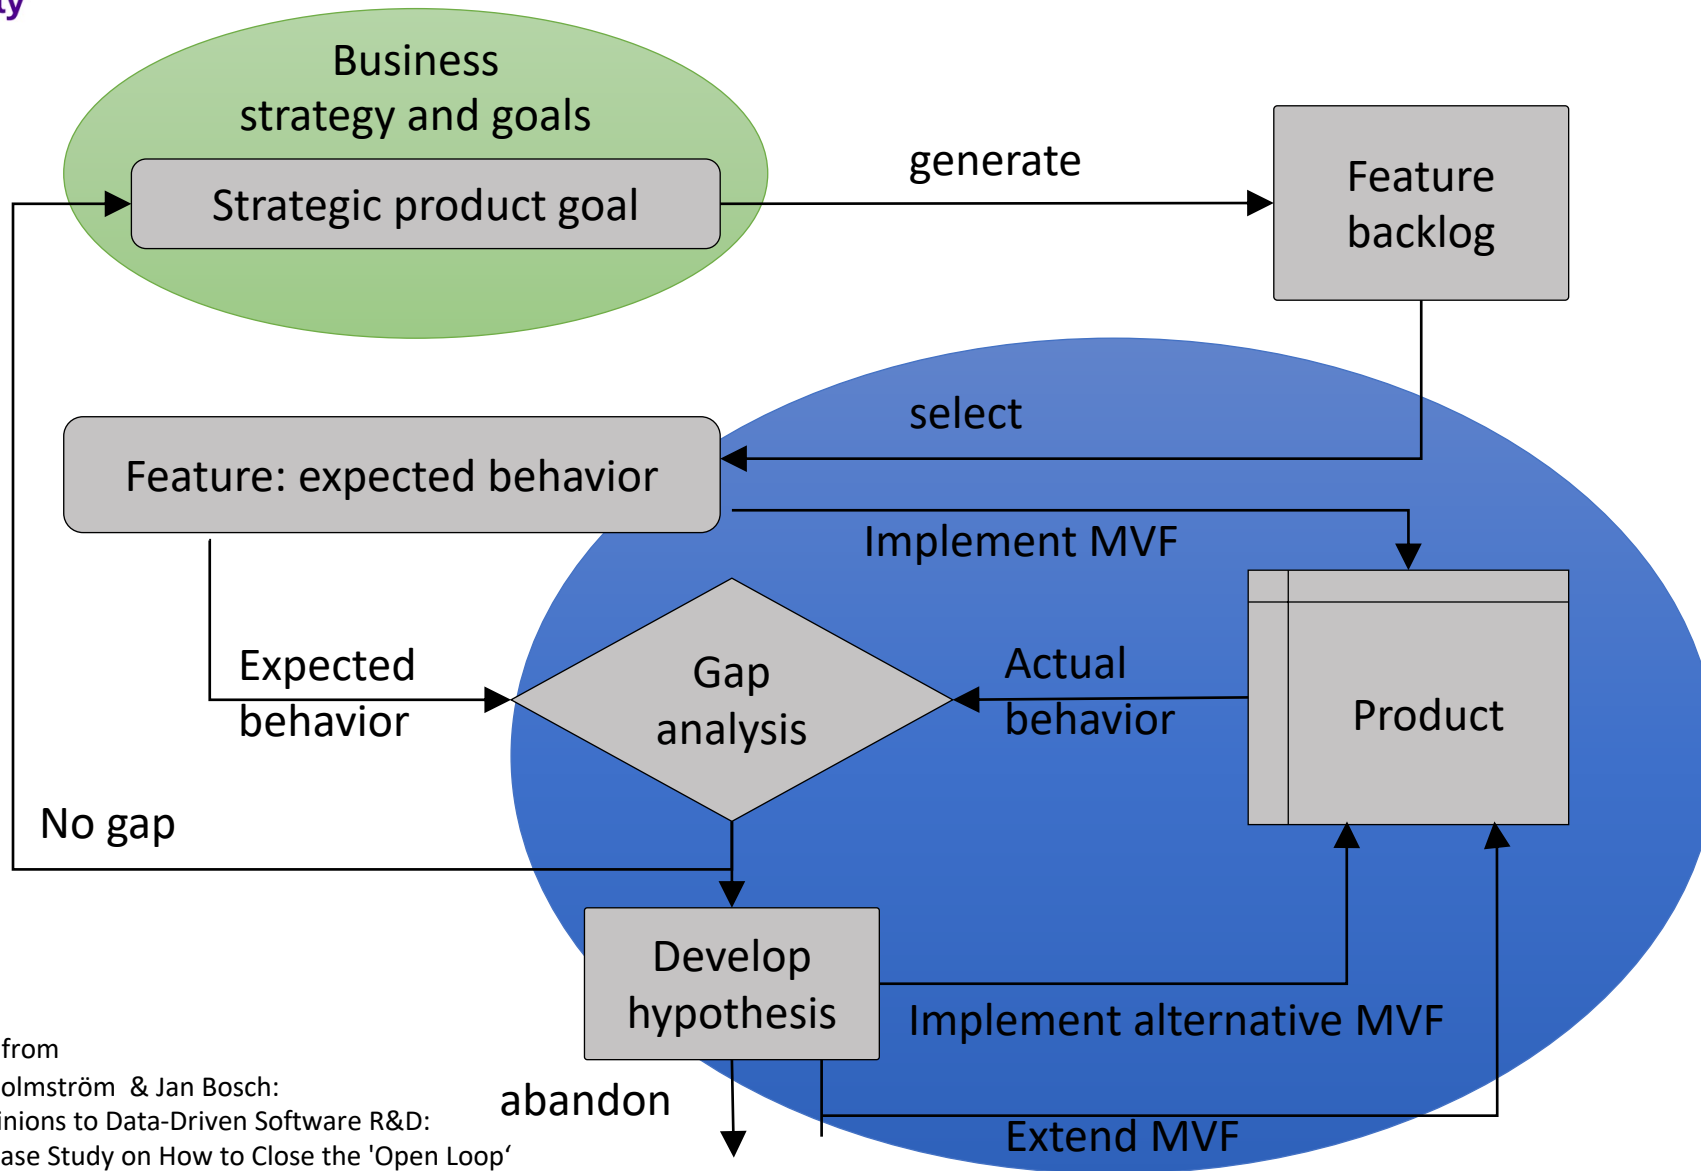 Business
strategy and goals
Strategic product goal
generate
Feature
backlog
select
Feature: expected behavior
Implement MVF
Expected
behavior
Gap
analysis
Actual
behavior
Product
No gap
Develop
hypothesis
Implement alternative MVF
abandon
Extend MVF
from
olmström & Jan Bosch:
inions to Data-Driven Software R&D:
ase Study on How to Close the 'Open Loop‘